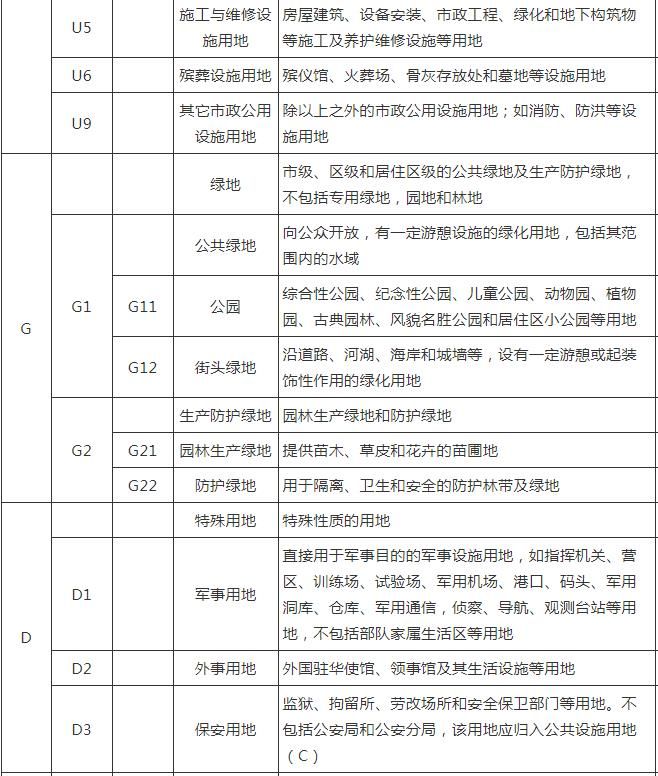 U5
施工与维修设
施用地
房屋建筑、设备安装、市政工程、绿化和地下构筑物
等施工及养护维修设施等用地
U6
殡葬设施用地
殡仪馆、火葬场、骨灰存放处和墓地等设施用地
U9
其它市政公用
设施用地
除以上之外的市政公用设施用地；如消防、防洪等设
施用地
G
绿地
市级、区级和居住区级的公共绿地及生产防护绿地，
不包括专用绿地，园地和林地
G1
公共绿地
向公众开放，有一定游憩设施的绿化用地，包括其范
围内的水域
G11
公园
综合性公园、纪念性公园、儿童公园、动物园、植物
园、古典园林、风貌名胜公园和居住区小公园等用地
G12
街头绿地
沿道路、河湖、海岸和城墙等，设有一定游憩或起装
饰性作用的绿化用地
G2
生产防护绿地
园林生产绿地和防护绿地
G21
园林生产绿地
提供苗木、草皮和花卉的苗圃地
G22
防护绿地
用于隔离、卫生和安全的防护林带及绿地
D
特殊用地
特殊性质的用地
D1
军事用地
直接用于军事目的的军事设施用地，如指挥机关、营
区、训练场、试验场、军用机场、港口、码头、军用
洞库、仓库、军用通信，侦察、导航、观测台站等用
地，不包括部队家属生活区等用地
D2
外事用地
外国驻华使馆、领事馆及其生活设施等用地
D3
保安用地
监狱、拘留所、劳改场所和安全保卫部门等用地。不
包括公安局和公安分局，该用地应归入公共设施用地
（C）